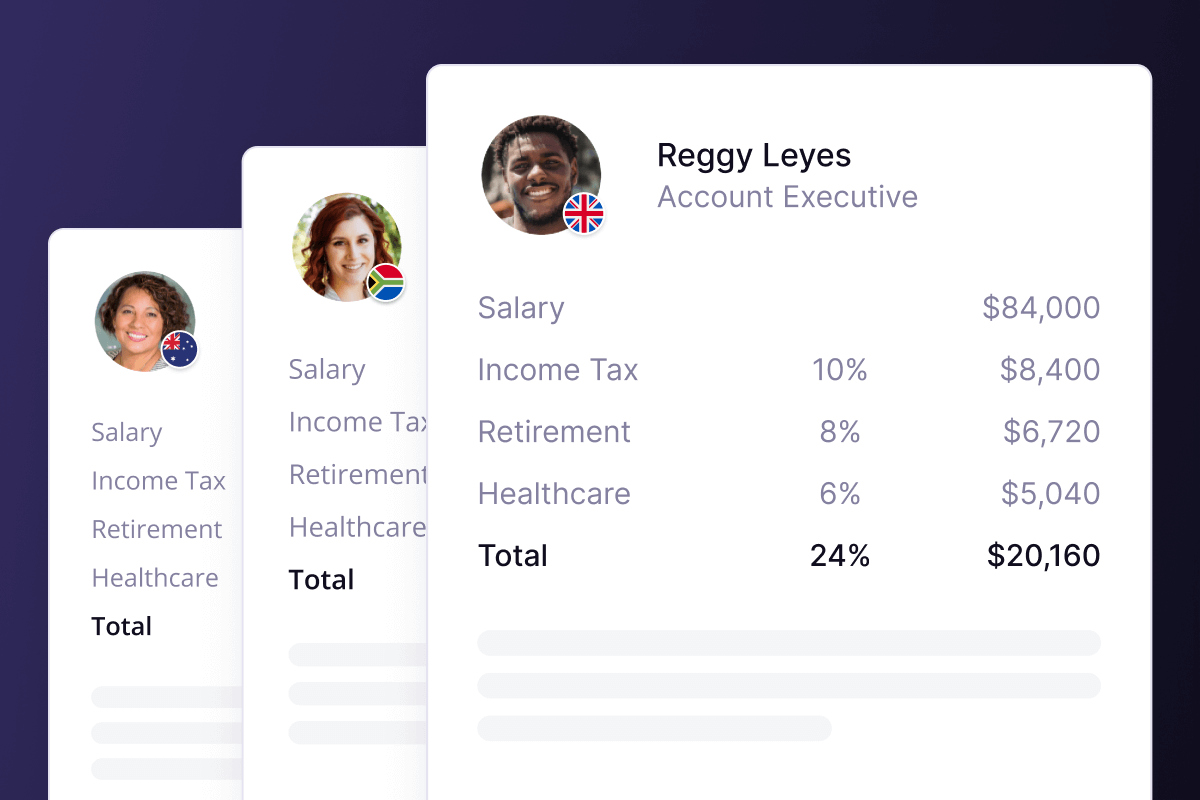 Reggy Leyes
Account Executive
Salary $84,000
Income Tax 10% $8,400
Retirement 8% $6,720
Healthcare 6% $5,040
Total 24% $20,160
Salary
Income Tax
Retirement
Healthcare
Total
Salary
Income Tax
Retirement
Healthcare
Total